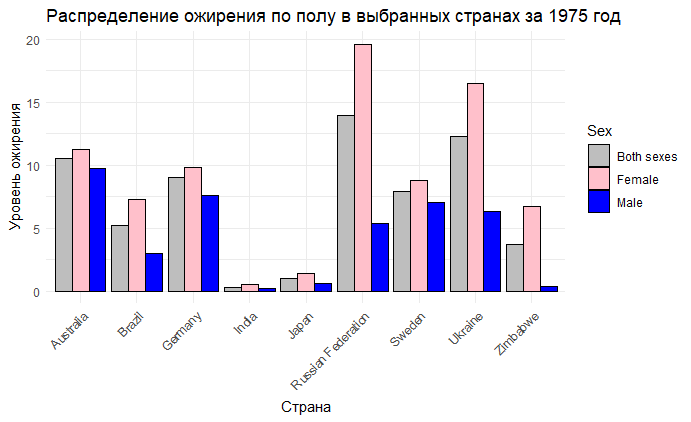 Распределение ожирения по полу в выбранных странах за 1975 год
20
15
10
5
0
Уровень ожирения
Australia
Brazil
Germany
India
Japan
Russian Federation
Sweden
Ukraine
Zimbabwe
Страна
Sex
Both sexes
Female
Male